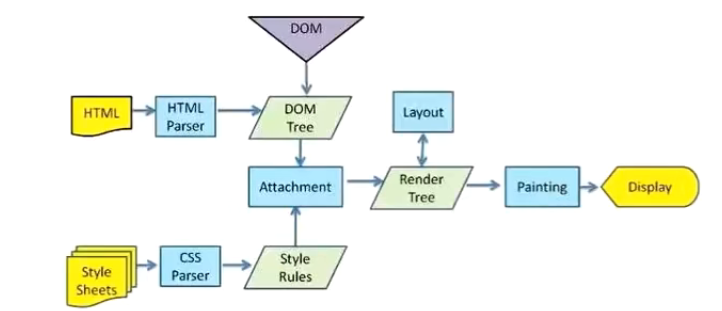 DOM
HTML
HTML
Parser
DOM
Tree
Layout
Attachment
Render
Tree
Painting
Display
Style
Sheets
CSS
Parser
Style
Rules